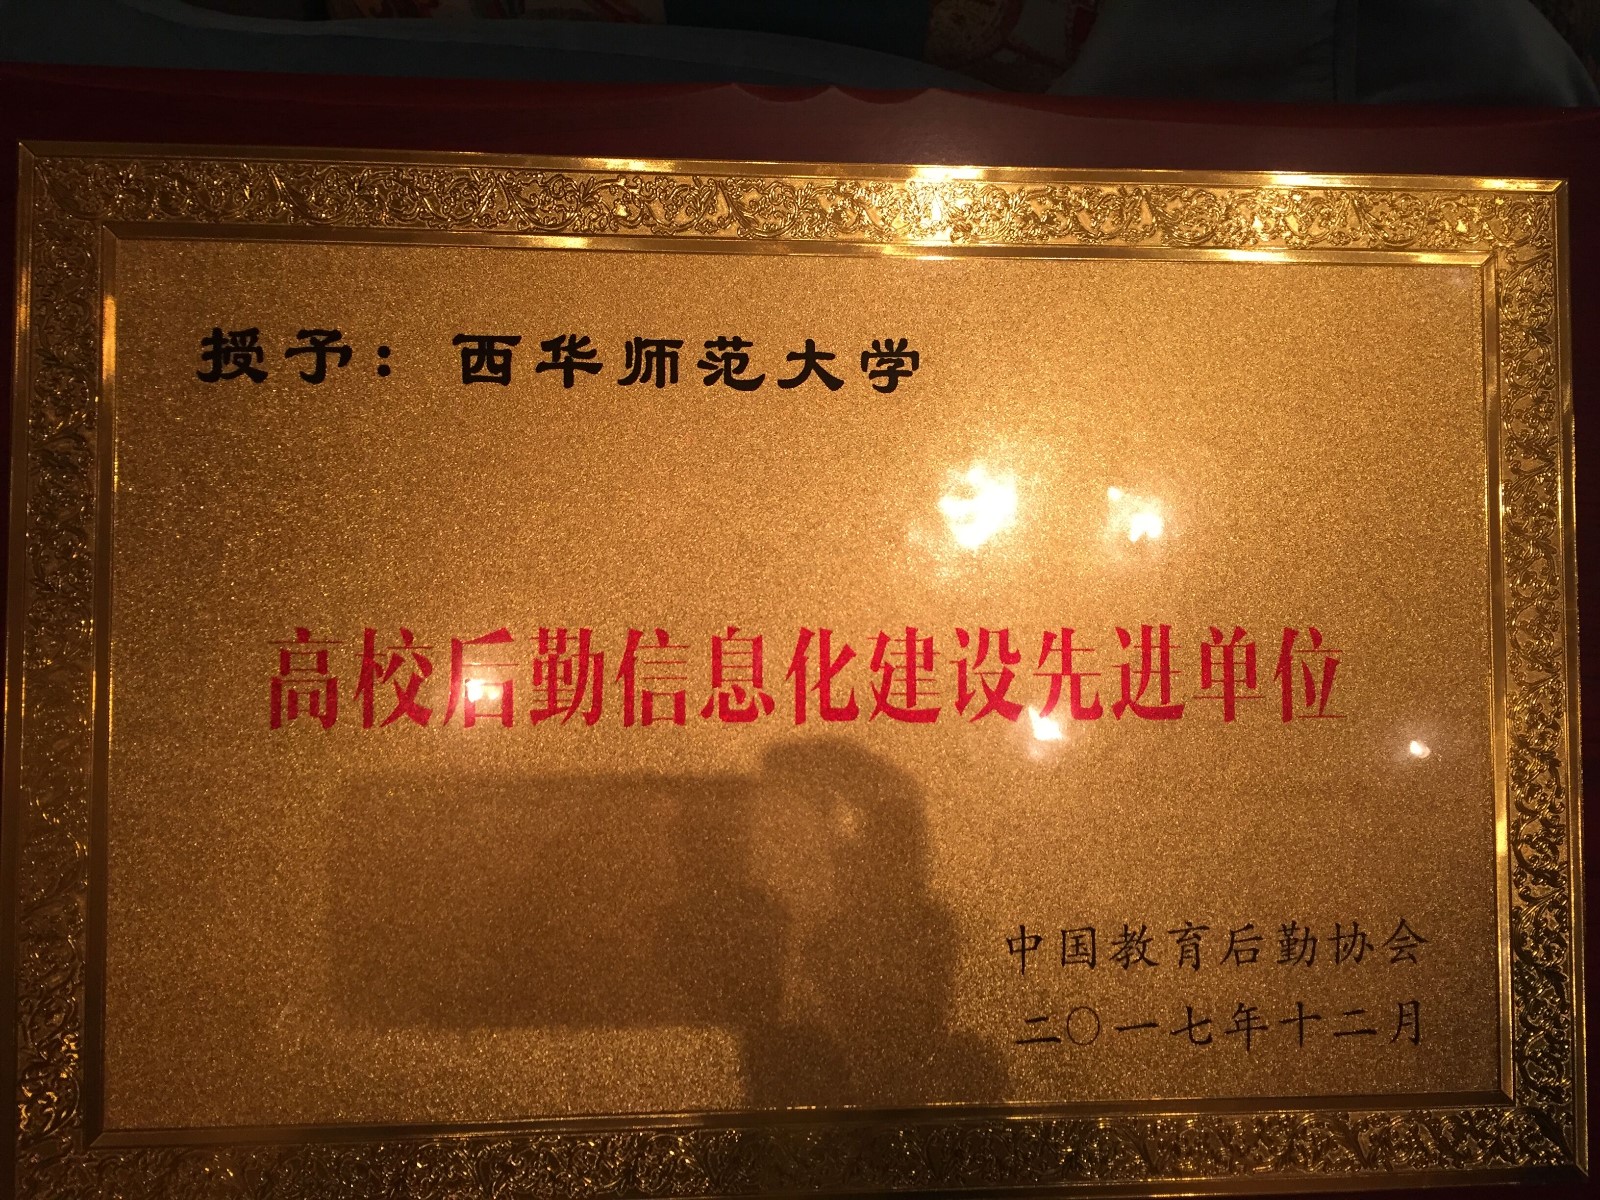 授予：西华师范大学
高校后勤信息化建设先进单位
中国教育后勤协会
二〇一七年十二月